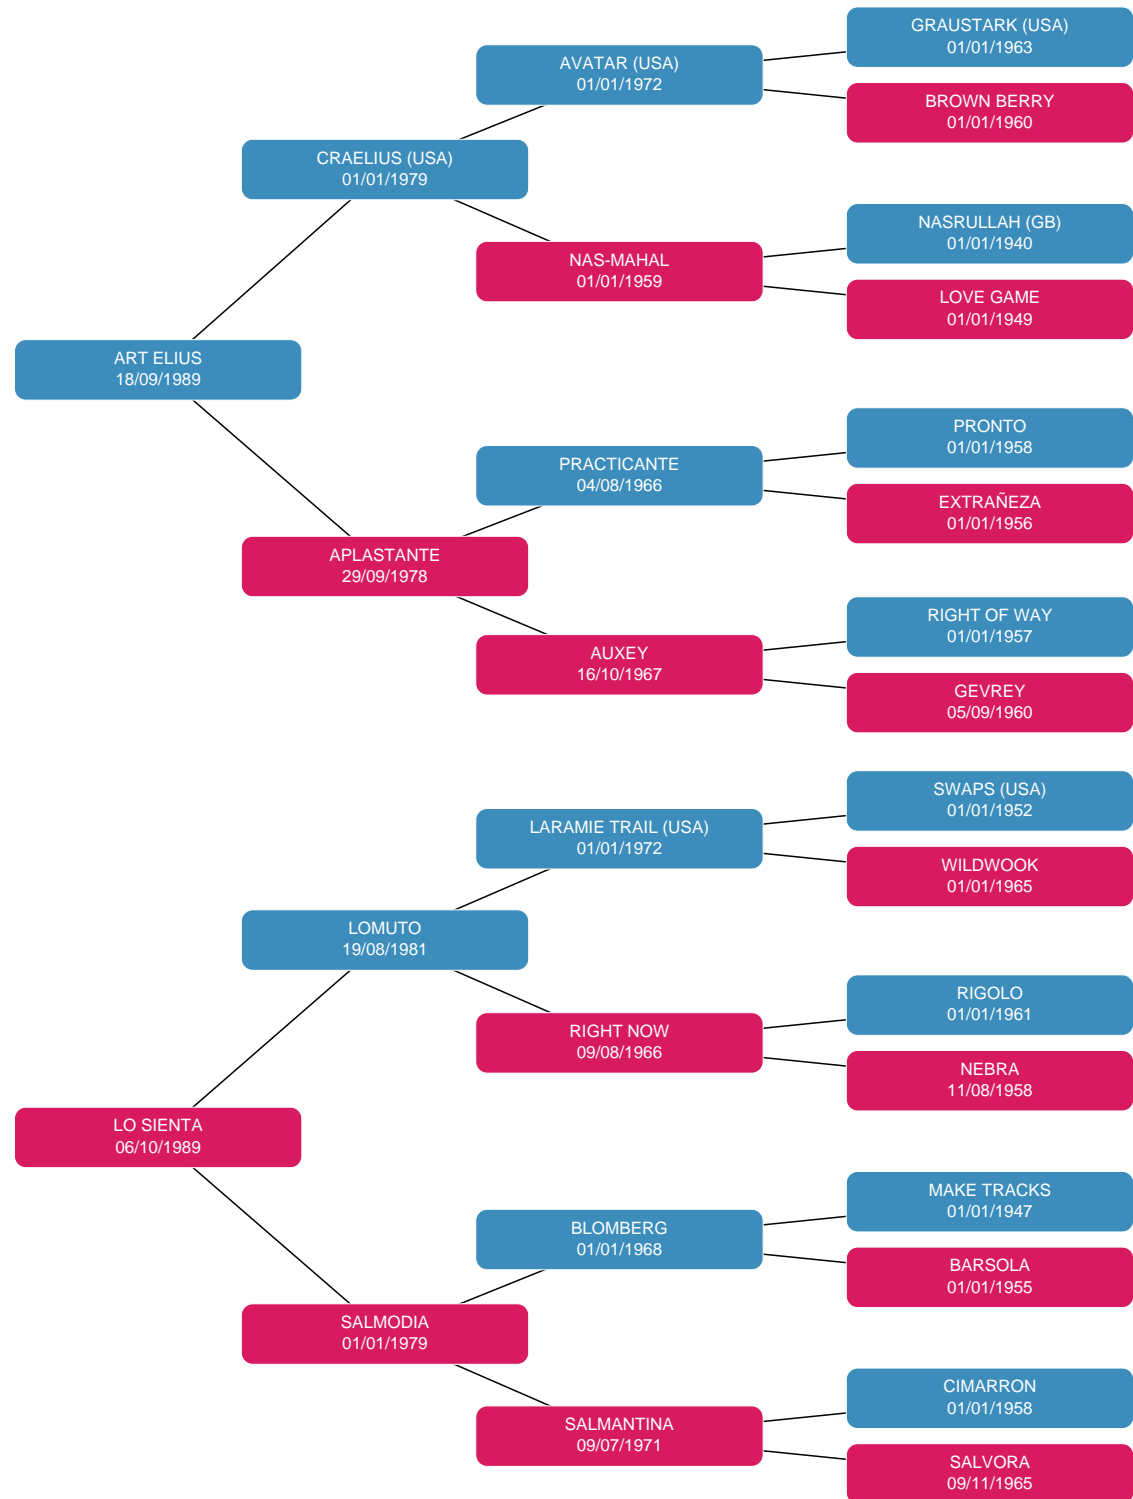 GRAUSTARK (USA)
01/01/1963
AVATAR (USA)
01/01/1972
BROWN BERRY
01/01/1960
CRAELIUS (USA)
01/01/1979
NASRULLAH (GB)
01/01/1940
NAS-MAHAL
01/01/1959
LOVE GAME
01/01/1949
ART ELIUS
18/09/1989
PRONTO
01/01/1958
PRACTICANTE
04/08/1966
EXTRAÑEZA
01/01/1956
APLASTANTE
29/09/1978
RIGHT OF WAY
01/01/1957
AUXEY
16/10/1967
GEVREY
05/09/1960
SWAPS (USA)
01/01/1952
LARAMIE TRAIL (USA)
01/01/1972
WILDWOOK
01/01/1965
LOMUTO
19/08/1981
RIGOLO
01/01/1961
RIGHT NOW
09/08/1966
NEBRA
11/08/1958
LO SIENTA
06/10/1989
MAKE TRACKS
01/01/1947
BLOMBERG
01/01/1968
BARSOLA
01/01/1955
SALMODIA
01/01/1979
CIMARRON
01/01/1958
SALMANTINA
09/07/1971
SALVORA
09/11/1965